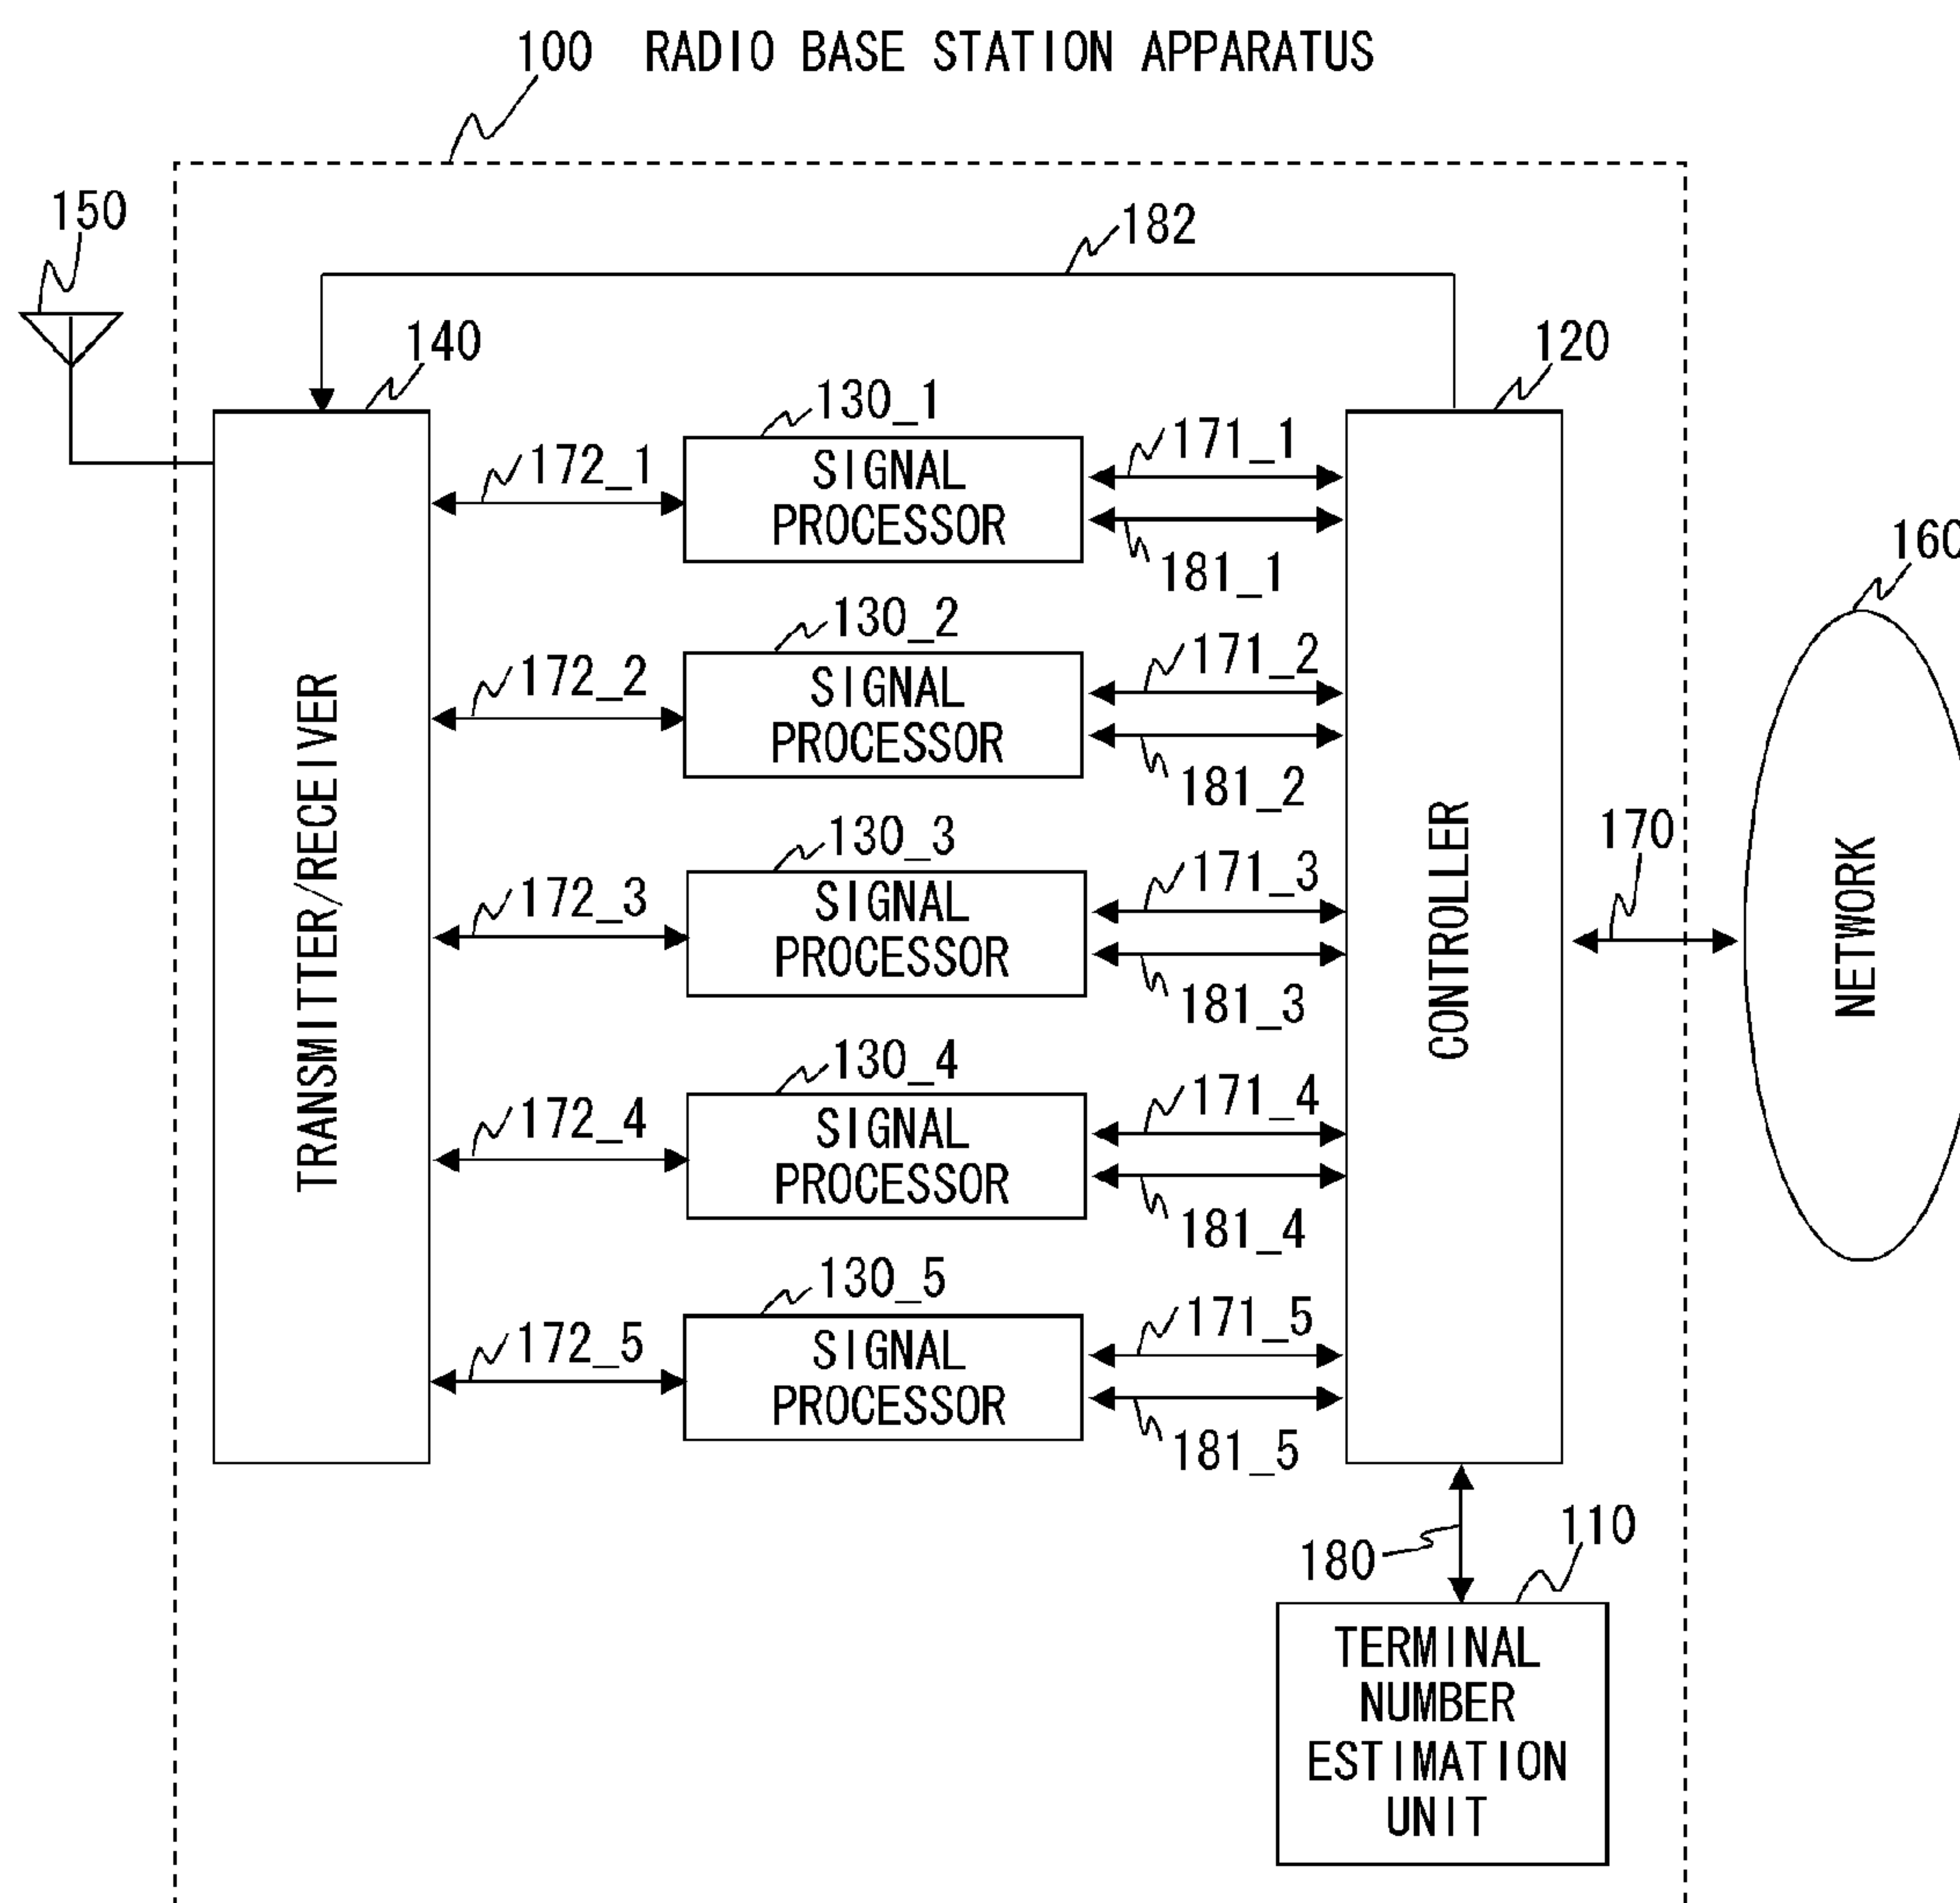 100 RADIO BASE STATION APPARATUS
150
182
140
120
130_1
172_1
SIGNAL
PROCESSOR
171_1
181_1
160
130_2
172_2
SIGNAL
PROCESSOR
171_2
181_2
TRANSMITTER/RECEIVER
CONTROLLER
170
NETWORK
130_3
172_3
SIGNAL
PROCESSOR
171_3
181_3
130_4
172_4
SIGNAL
PROCESSOR
171_4
181_4
130_5
172_5
SIGNAL
PROCESSOR
171_5
181_5
180
110
TERMINAL
NUMBER
ESTIMATION
UNIT